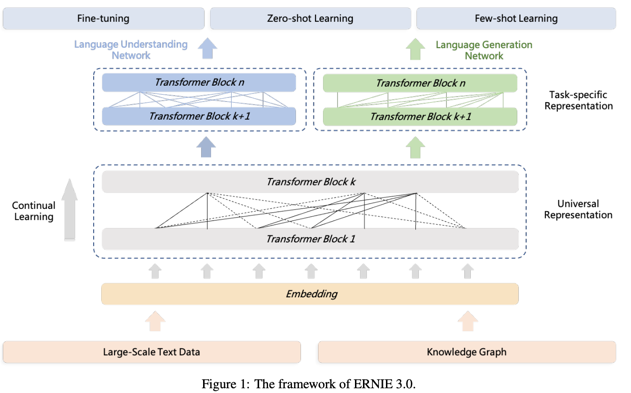 Fine-tuning
Zero-shot Learning
Few-shot Learning
Language Understanding
Network
Language Generation
Network
Transformer Block n
Transformer Block n
Transformer Block k+1
Transformer Block k+1
Task-specific
Representation
Transformer Block k
Continual
Learning
Universal
Representation
Transformer Block 1
Embedding
Large-Scale Text Data
Knowledge Graph
Figure 1: The framework of ERNIE 3.0.